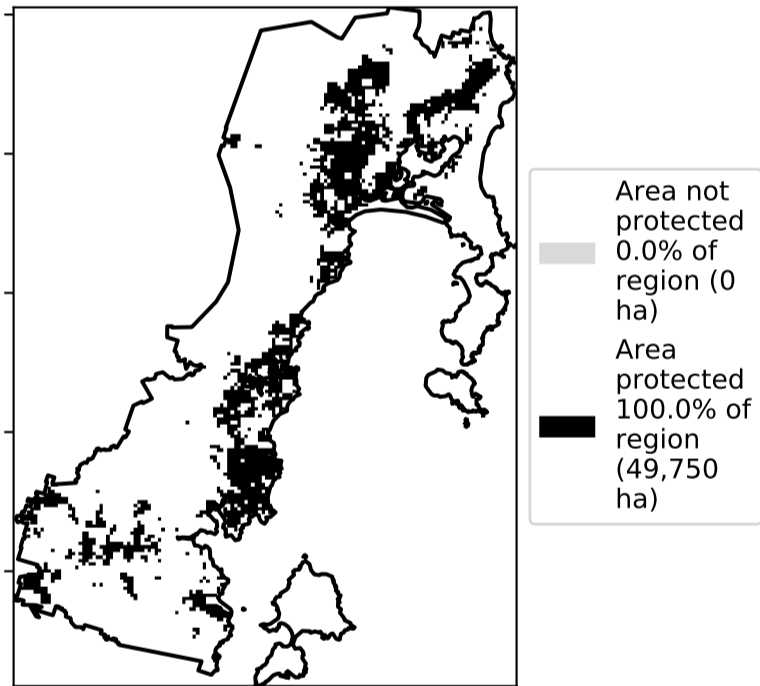 Area not
protected
0.0% of
region (0
ha)
Area
protected
100.0% of
region
(49,750
ha)